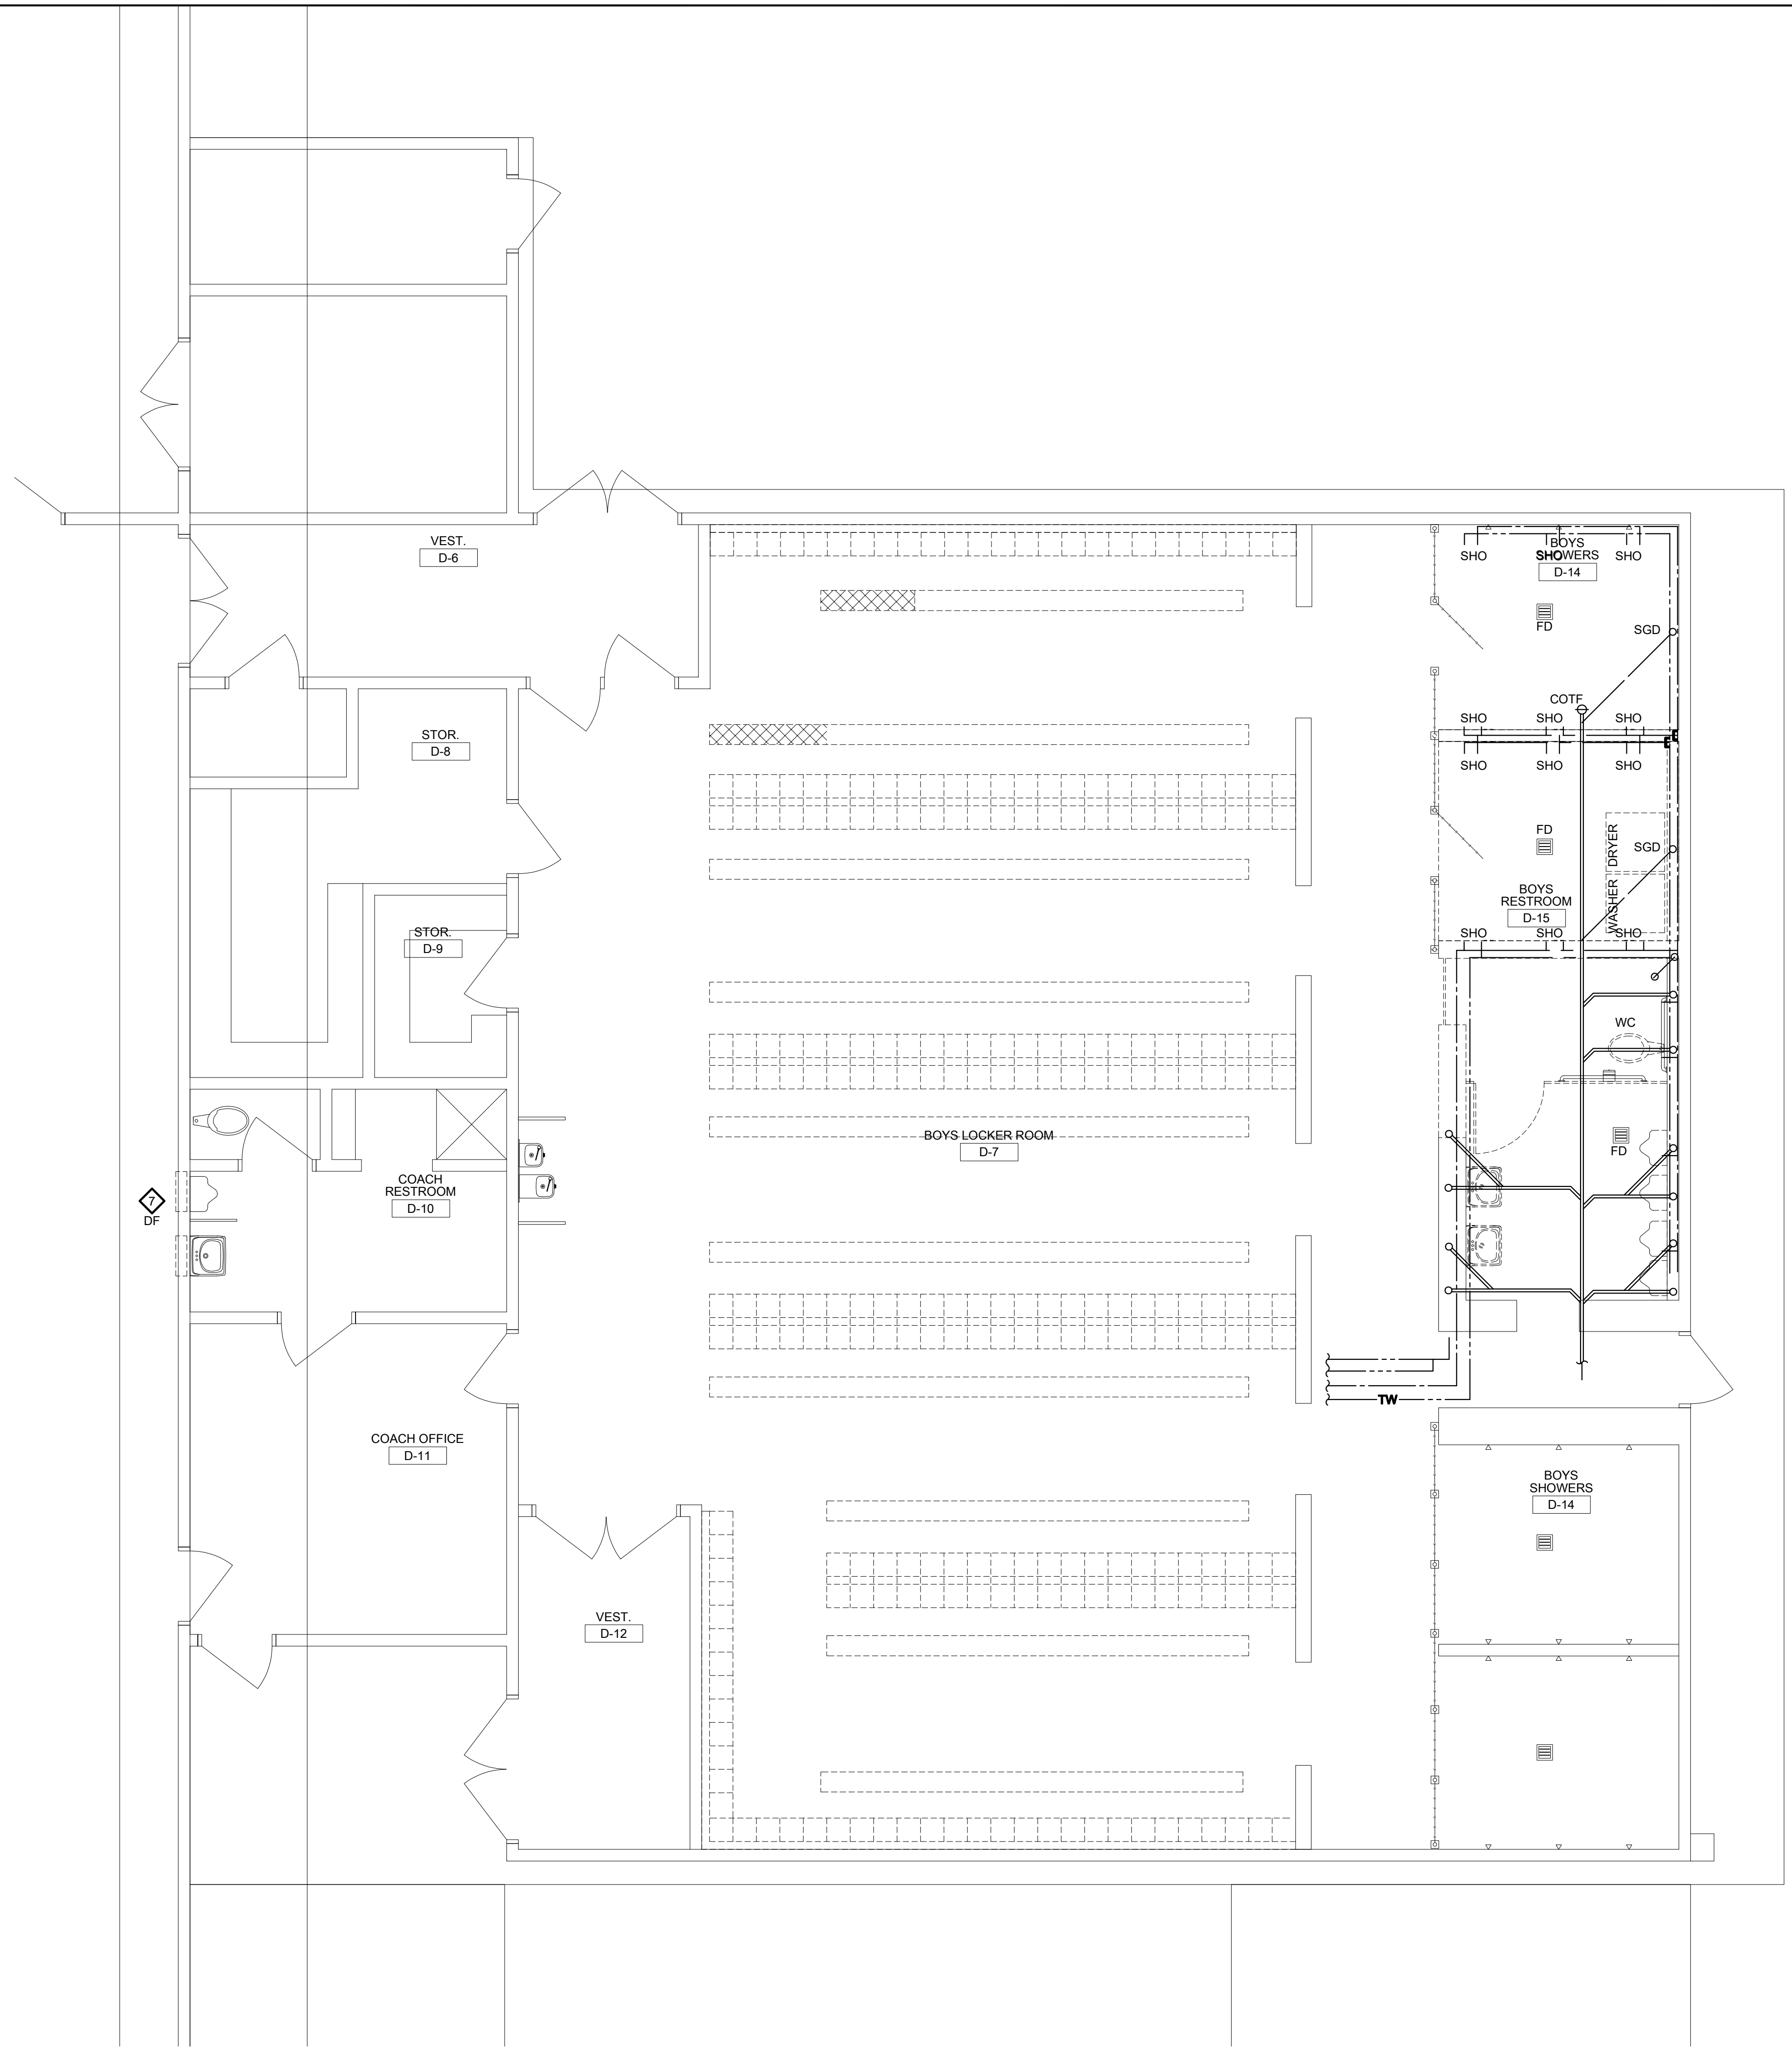 VEST.
D-6
BOYS
SHOWERS
D-14
SHO
SHO
SHO
FD
SGD
COTF
STOR.
D-8
SHO
SHO
SHO
SHO
SHO
SHO
E
E
FD
SGD
DRYER
WASHER
BOYS
RESTROOM
D-15
STOR.
D-9
SHO
SHO
SHO
WC
BOYS LOCKER ROOM
D-7
FD
COACH
RESTROOM
D-10
7
DF
TW
COACH OFFICE
D-11
BOYS
SHOWERS
D-14
VEST.
D-12